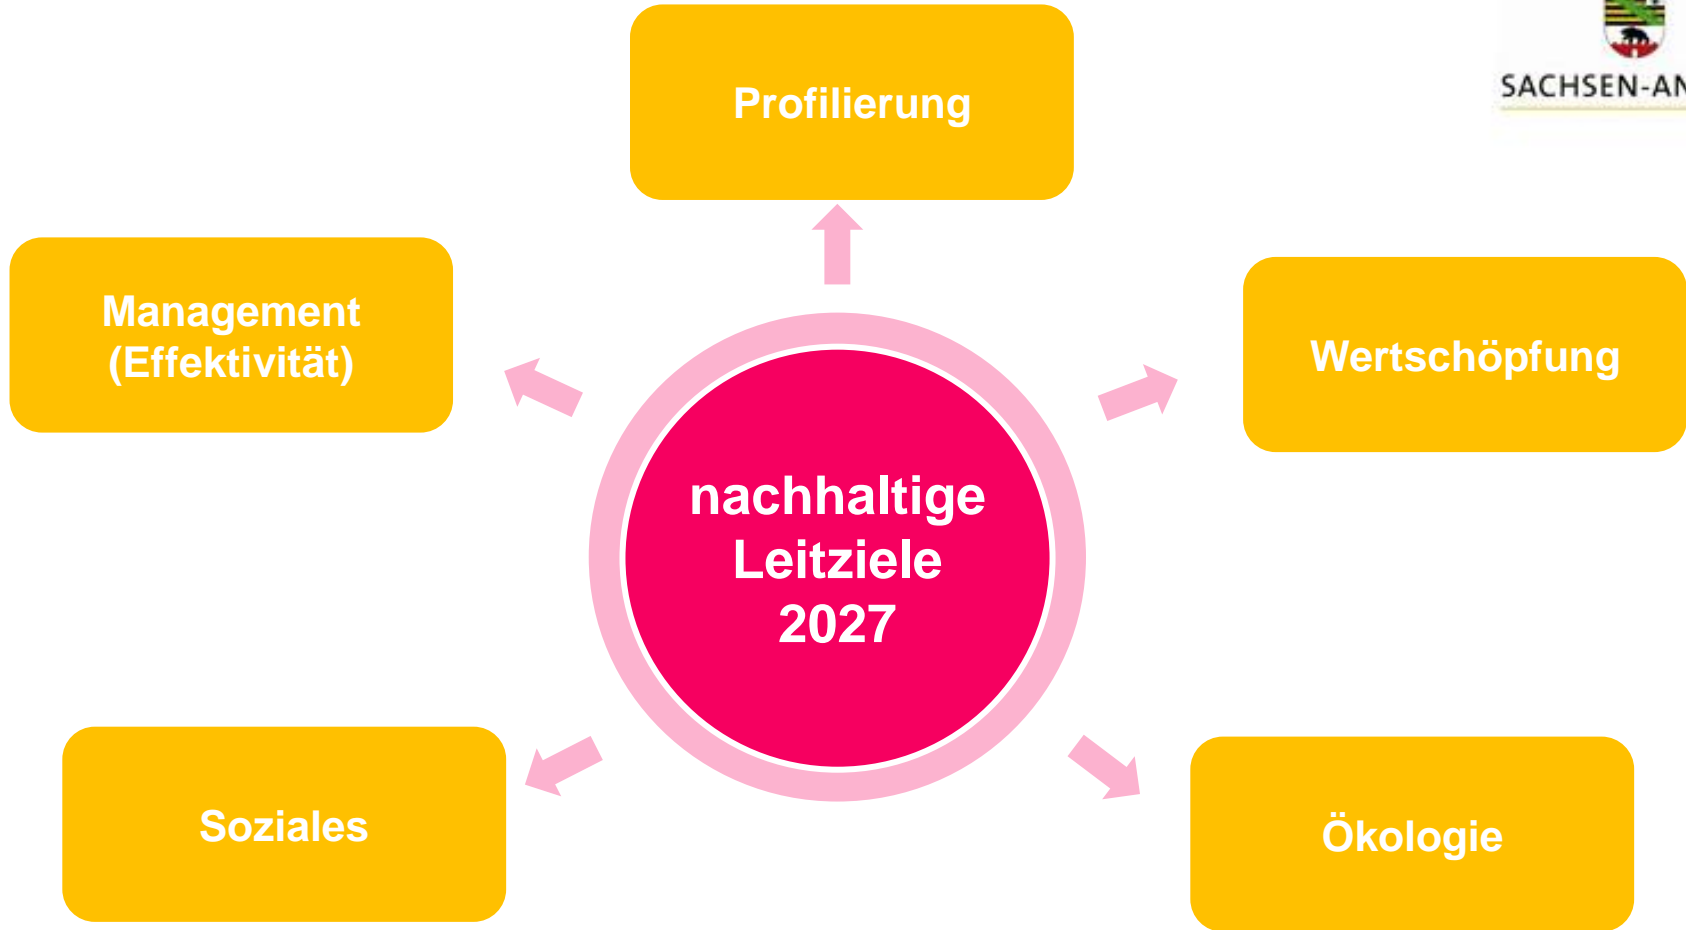 Profilierung
SACHSEN-AN
Management
(Effektivität)
Wertschöpfung
nachhaltige
Leitziele
2027
Soziales
Ökologie